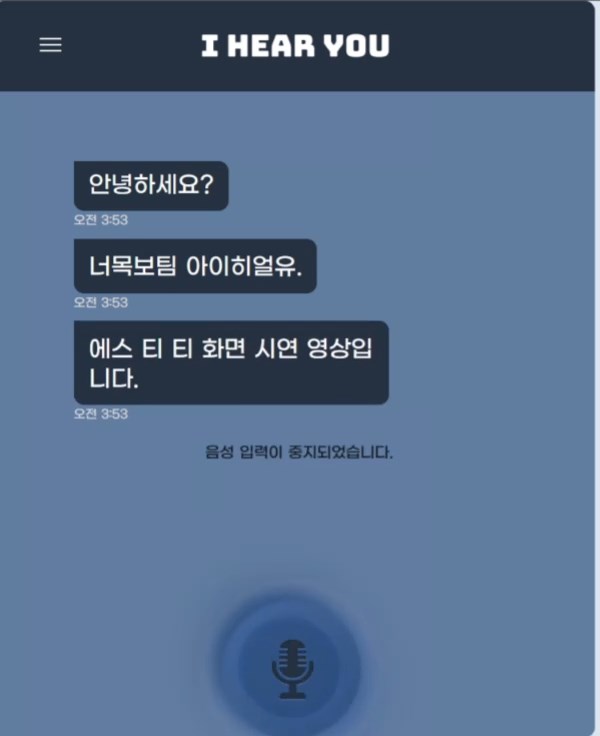 I HEAR YOU
안녕하세요?
오전 3:53
너목보팀 아이히얼유.
오전 3:53
에스 티 티 화면 시연 영상입
니다.
오전 3:53
음성 입력이 중지되었습니다.